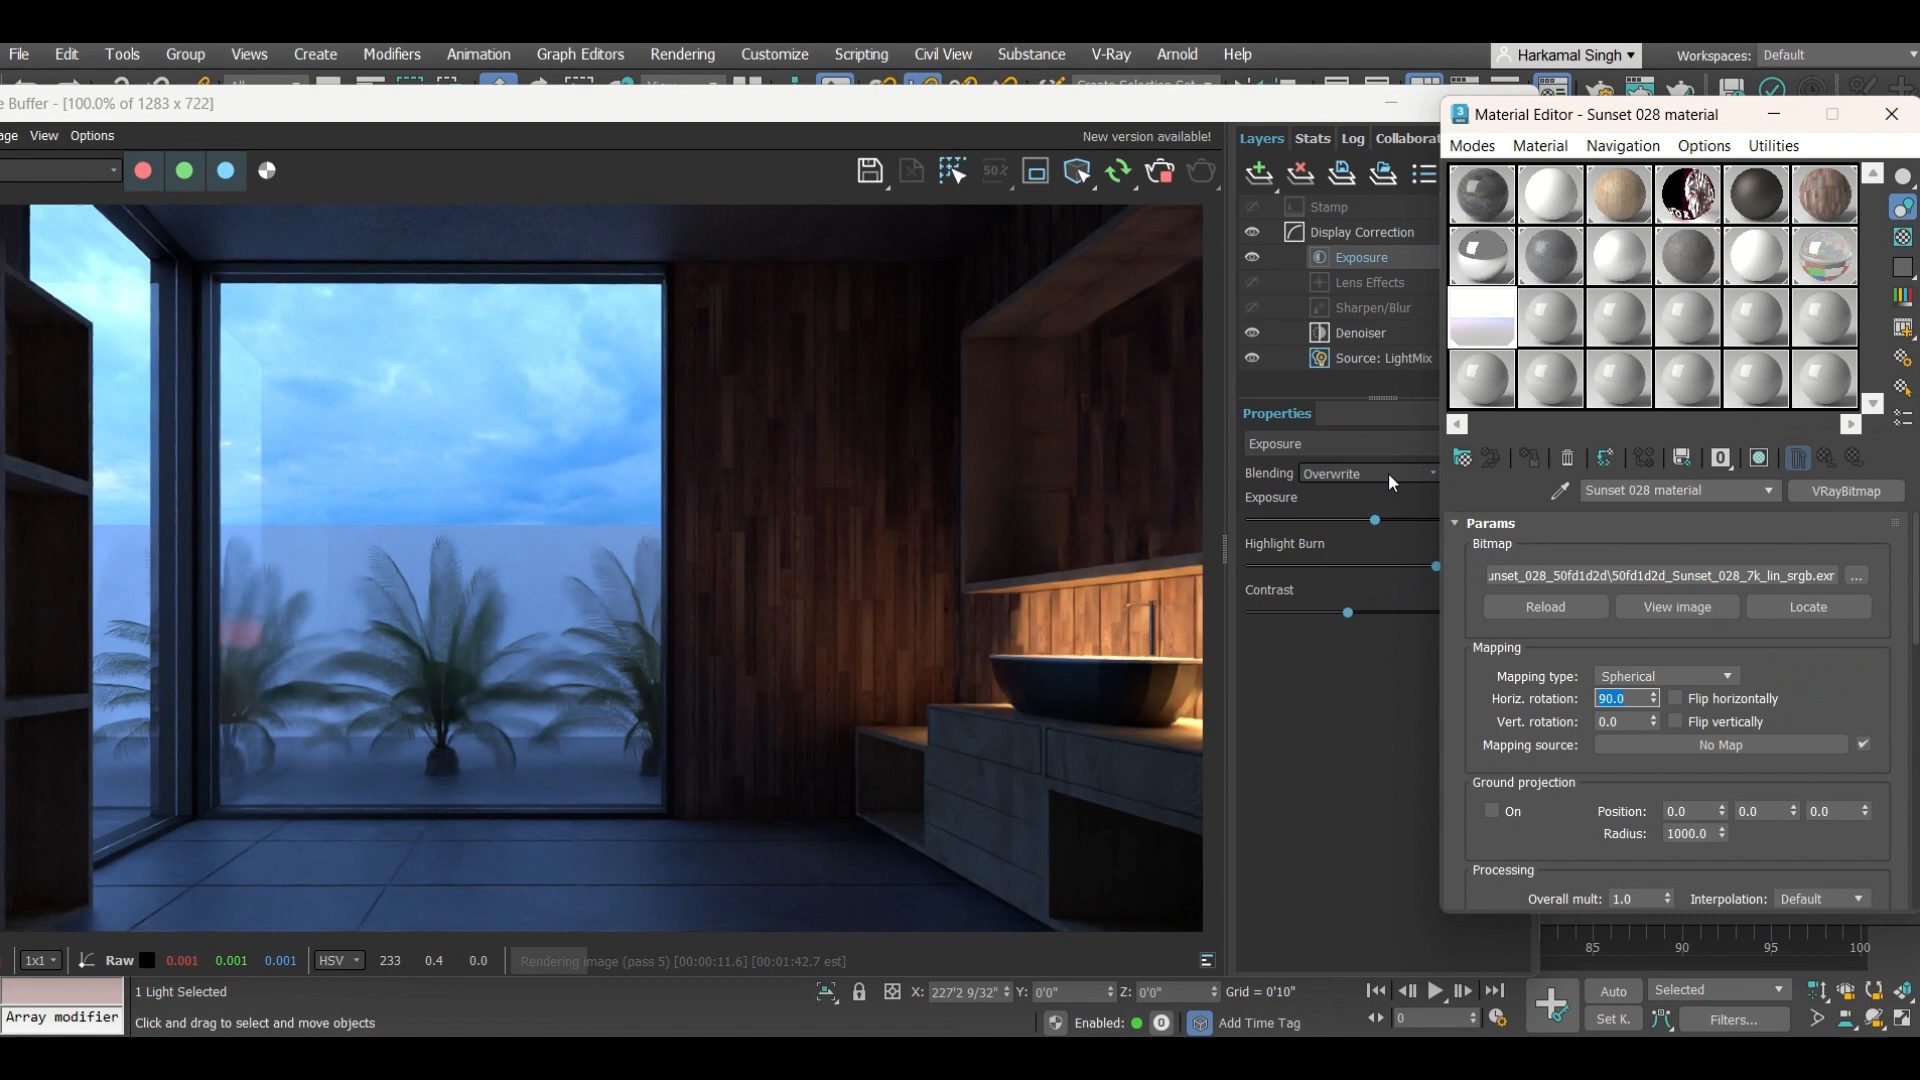 File Edit Tools Group Views Create Modifiers Animation Graph Editors Rendering Customize Scripting Civil View Substance V-Ray Arnold Help Harkamal Singh Workspaces: Default
e Buffer - [100.0% of 1283 x 722]
age View Options New version available!
Layers Stats Log Collaborat
50%
Stamp
Display Correction
Exposure
Lens Effects
Sharpen/Blur
Denoiser
Source: LightMix
Properties
Exposure
Blending Overwrite
Exposure
Highlight Burn
Contrast
Material Editor - Sunset 028 material
Modes Material Navigation Options Utilities
0
Sunset 028 material VRayBitmap
Params
Bitmap
unset_028_50fd1d2d\50fd1d2d_Sunset_028_7k_lin_srgb.exr ...
Reload View image Locate
Mapping
Mapping type: Spherical
Horiz. rotation: 90.0 Flip horizontally
Vert. rotation: 0.0 Flip vertically
Mapping source: No Map
Ground projection
On Position: 0.0 0.0 0.0
Radius: 1000.0
Processing
Overall mult: 1.0 Interpolation: Default
85 90 95 100
1x1 Raw 0.001 0.001 0.001 HSV 233 0.4 0.0 Rendering image (pass 5) [00:00:11.6] [00:01:42.7 est]
1 Light Selected X: 227'2 9/32" Y: 0'0" Z: 0'0" Grid = 0'10" Auto Selected
Array modifier Click and drag to select and move objects Enabled: 0 Add Time Tag 0 Set K. Filters...